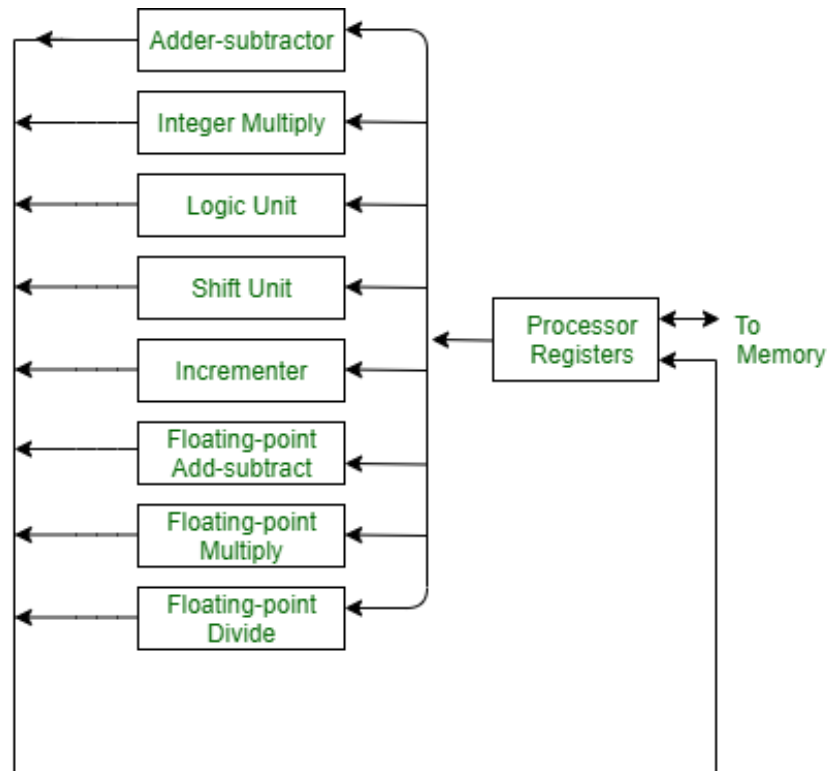 Adder-subtractor
Integer Multiply
Logic Unit
Shift Unit
Incrementer
Floating-point
Add-subtract
Floating-point
Multiply
Floating-point
Divide
Processor
Registers
To
Memory